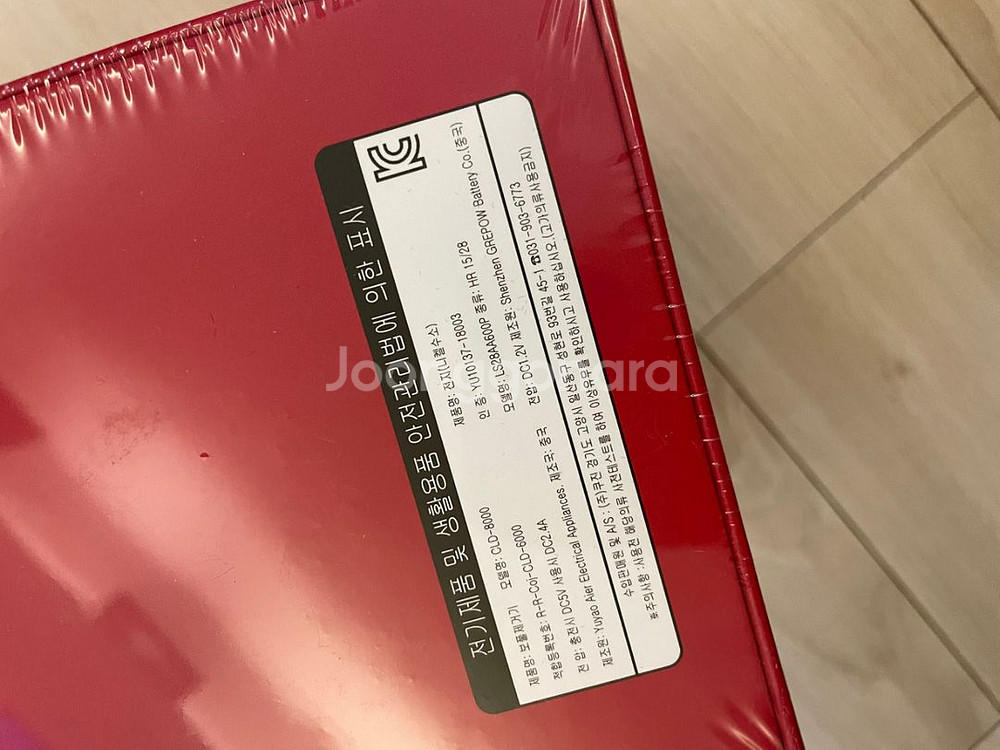 전기제품 및 생활용품 안전관리법에 의한 표시
제품명: 보풀제거기 모델명: CLD-8000
적합등록번호: R-R-Coi-CLD-6000
전 압: 충전시 DC5V 사용시 DC2.4A
제조원: Yuyao Aier Electrical Appliances. 제조국: 중국
제품명: 전지(니켈수소)
인 증: YU10137-18003
모델명: LS28AA600P 종류: HR 15/28
전압: DC1.2V 제조원: Shenzhen GREPOW Battery Co.(중국)
수입판매원 및 A/S : (주)쿠진 경기도 고양시 일산동구 성현로 93번길 45-1 ☎031-903-6773
※주의사항 : 사용전 해당의류 사전테스트를 하여 이상유무를 확인하시고 사용하십시오.(고가의류사용금지)
Joonggonara